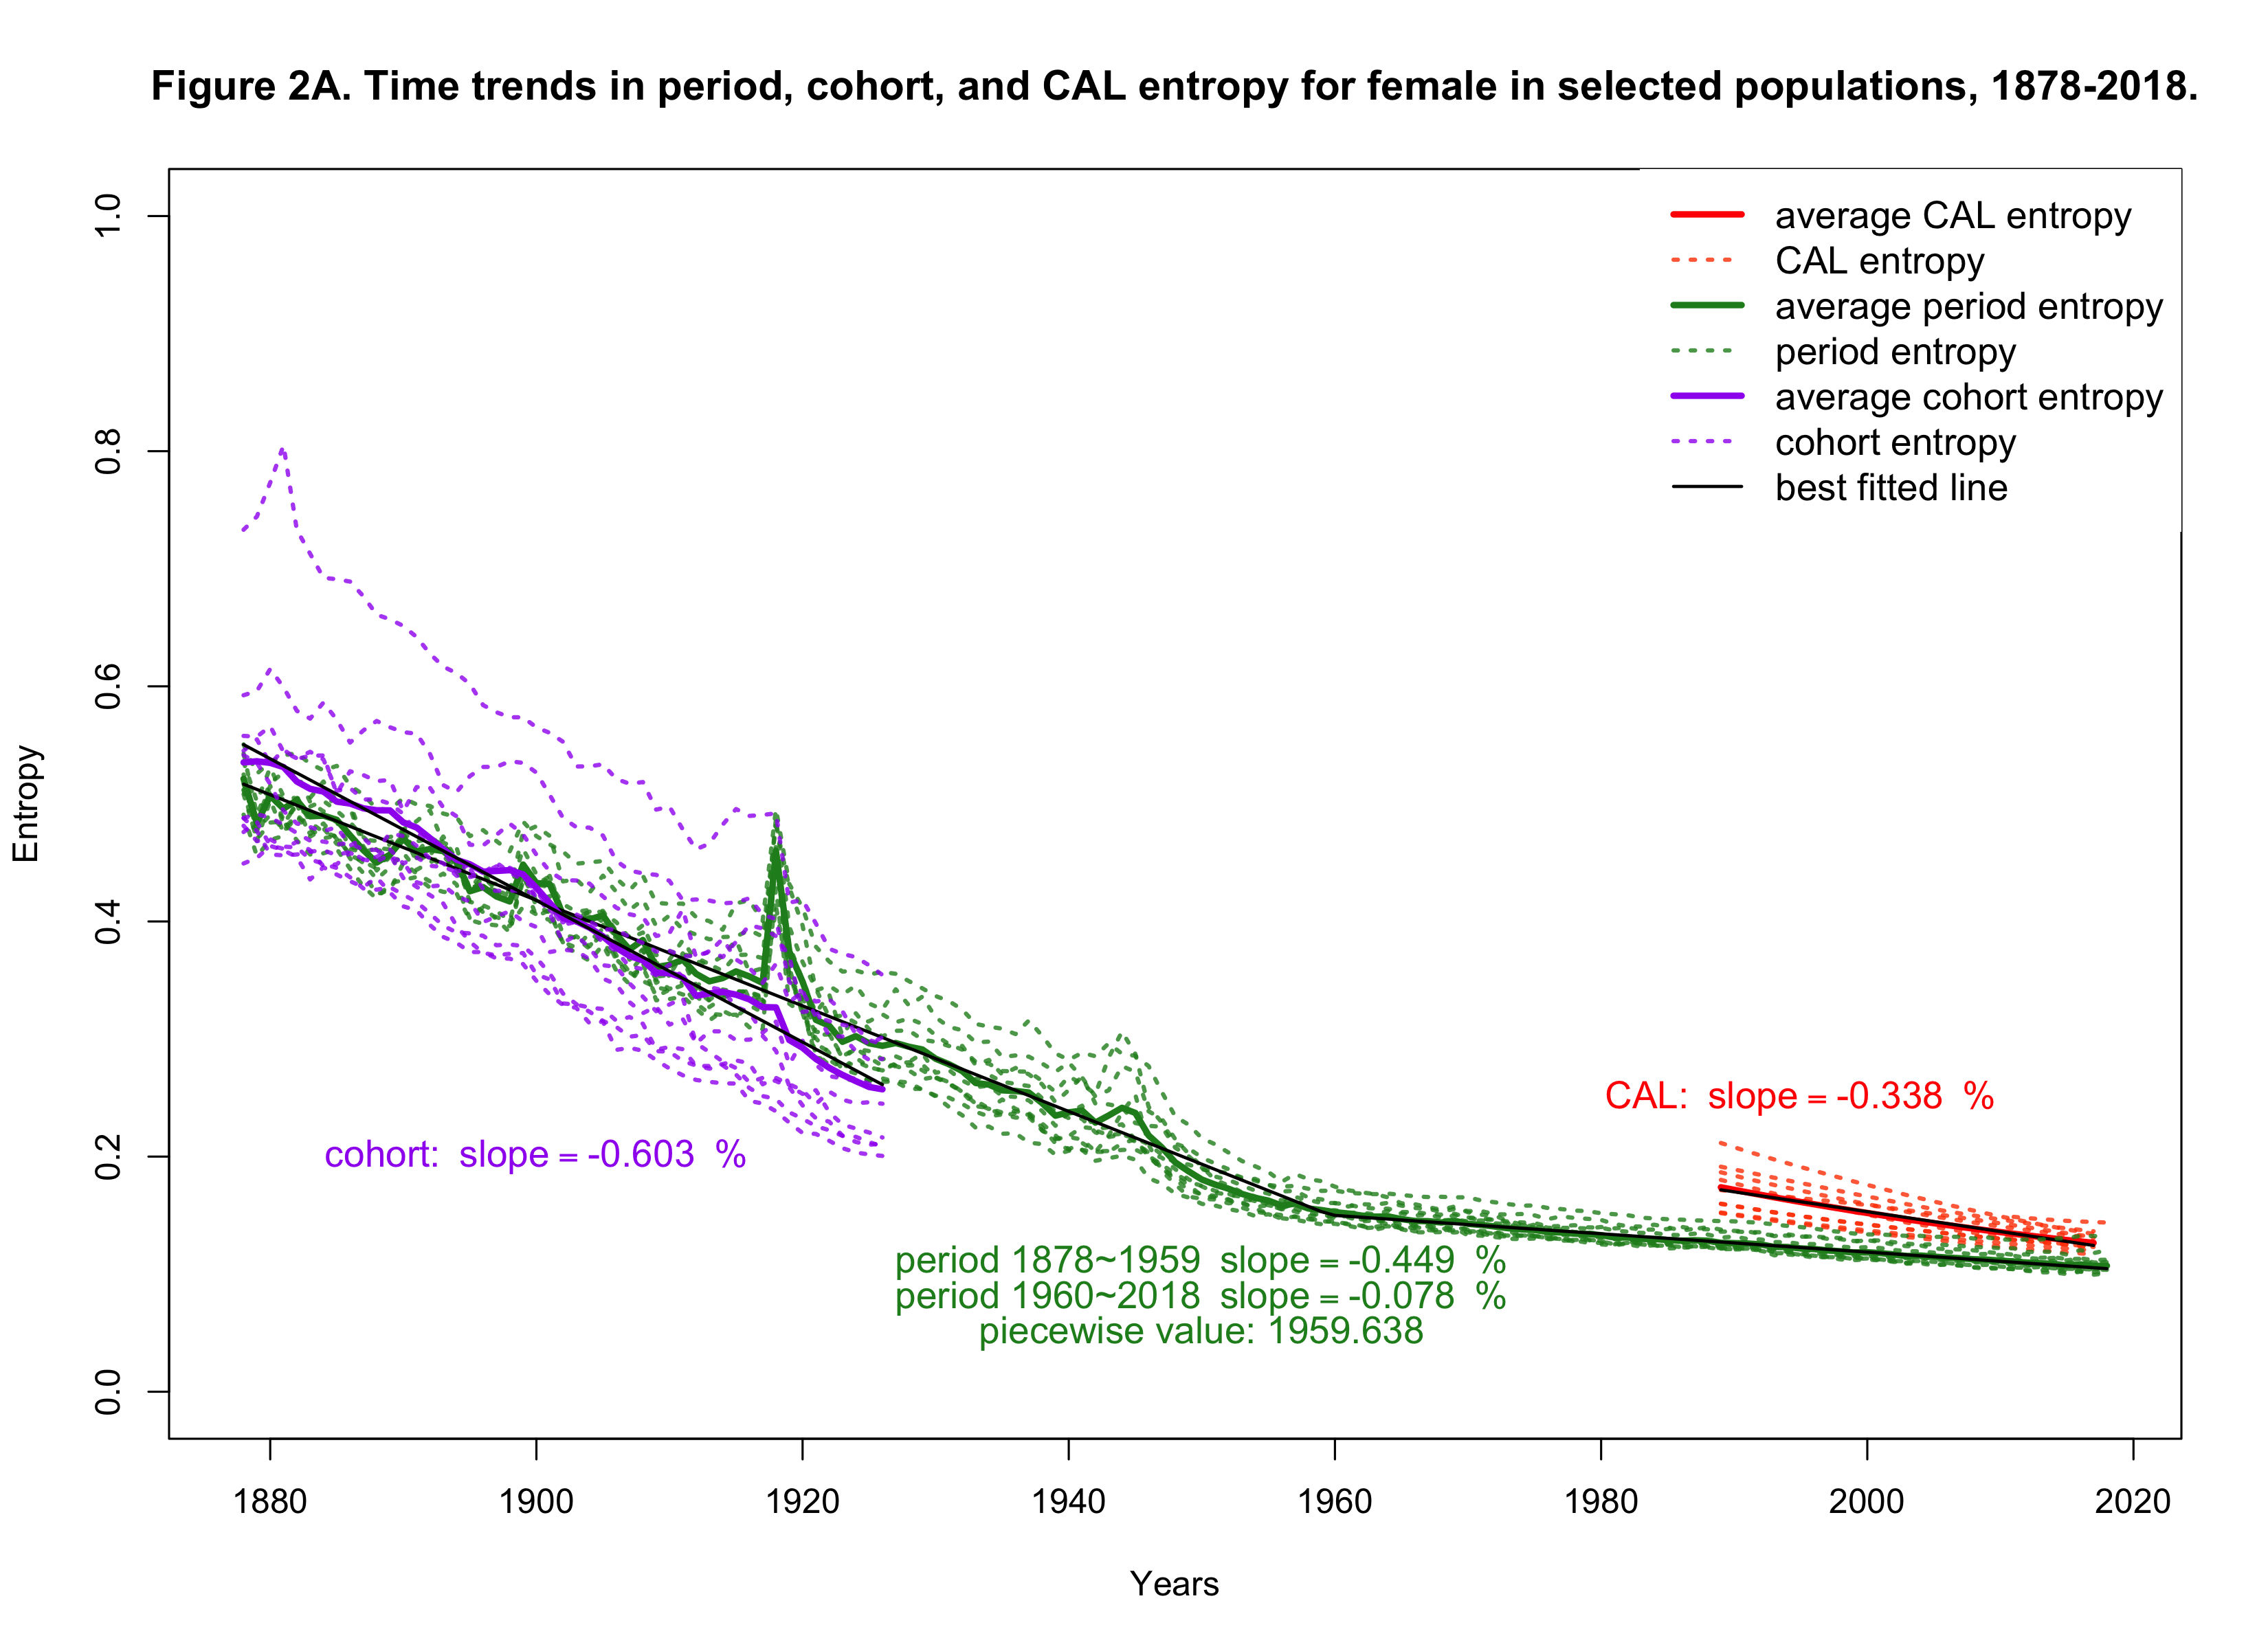 Figure 2A. Time trends in period, cohort, and CAL entropy for female in selected populations, 1878-2018.
average CAL entropy
CAL entropy
average period entropy
period entropy
average cohort entropy
cohort entropy
best fitted line
1.0
0.8
0.6
0.4
0.2
0.0
Entropy
CAL: slope = -0.338 %
cohort: slope = -0.603 %
period 1878~1959 slope = -0.449 %
period 1960~2018 slope = -0.078 %
piecewise value: 1959.638
1880 1900 1920 1940 1960 1980 2000 2020
Years